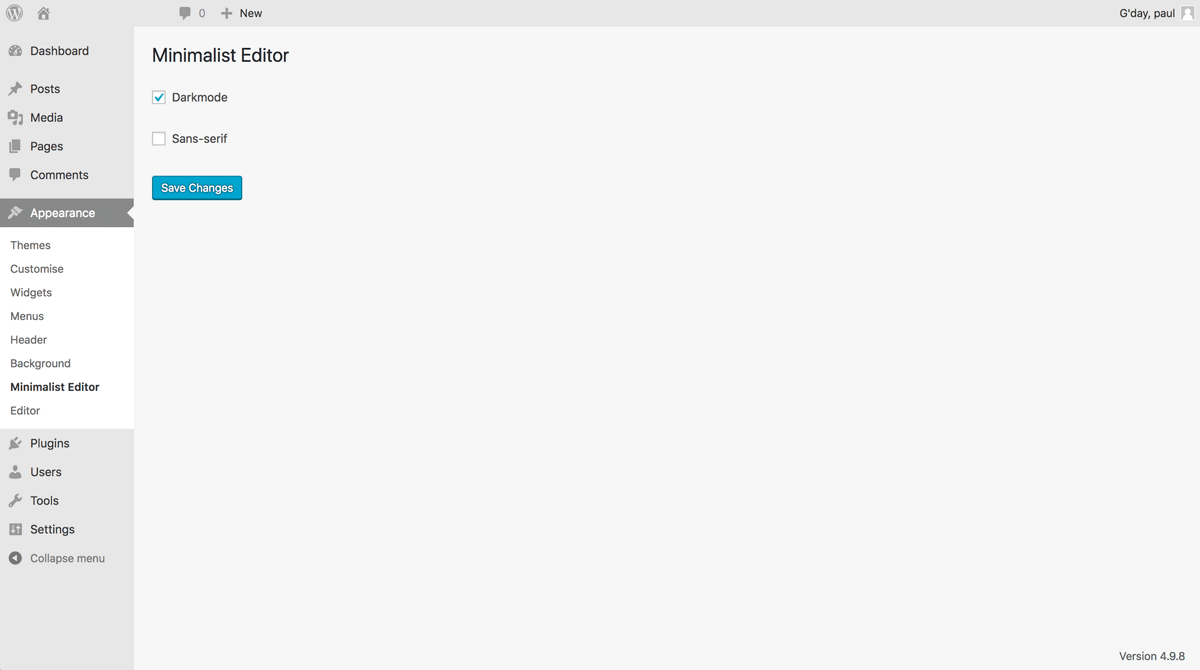 0 New G'day, paul
Dashboard
Posts
Media
Pages
Comments
Appearance
Themes
Customise
Widgets
Menus
Header
Background
Minimalist Editor
Editor
Plugins
Users
Tools
Settings
Collapse menu
Minimalist Editor
Darkmode
Sans-serif
Save Changes
Version 4.9.8